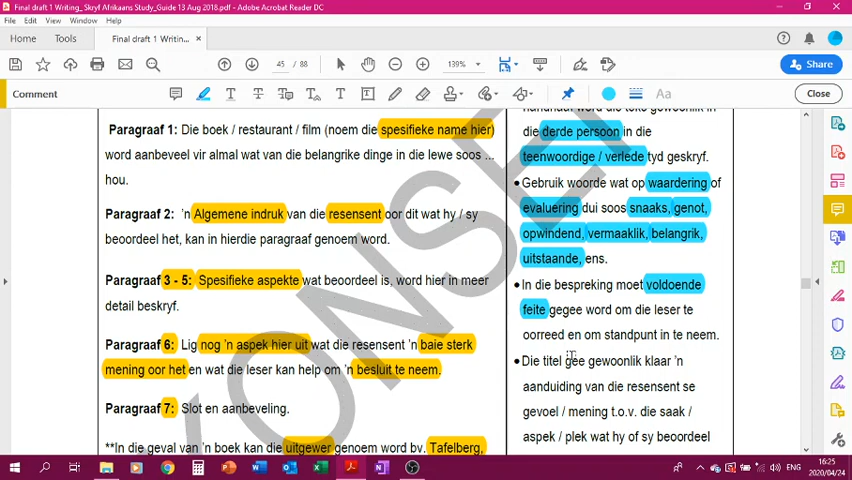 Final draft 1 Writing_ Skryf Afrikaans Study_Guide 13 Aug 2018.pdf - Adobe Acrobat Reader DC
File Edit View Window Help
Home Tools Final draft 1 Writin... × Share
45 / 88 139%
Comment Aa Close
Paragraaf 1: Die boek / restaurant / film (noem die spesifieke name hier)
word aanbeveel vir almal wat van die belangrike dinge in die lewe soos ...
hou.
Paragraaf 2: 'n Algemene indruk van die resensent oor dit wat hy / sy
beoordeel het, kan in hierdie paragraaf genoem word.
Paragraaf 3 - 5: Spesifieke aspekte wat beoordeel is, word hier in meer
detail beskryf.
Paragraaf 6: Lig nog 'n aspek hier uit wat die resensent 'n baie sterk
mening oor het en wat die leser kan help om 'n besluit te neem.
Paragraaf 7: Slot en aanbeveling.
**In die geval van 'n boek kan die uitgewer genoem word bv. Tafelberg,
die derde persoon in die
teenwoordige / verlede tyd geskryf.
• Gebruik woorde wat op waardering of
evaluering dui soos snaaks, genot,
opwindend, vermaaklik, belangrik,
uitstaande, ens.
• In die bespreking moet voldoende
feite gegee word om die leser te
oorreed en om standpunt in te neem.
• Die titel gee gewoonlik klaar 'n
aanduiding van die resensent se
gevoel / mening t.o.v. die saak /
aspek / plek wat hy of sy beoordeel
KONSEP
ENG 16:25
2020/04/24